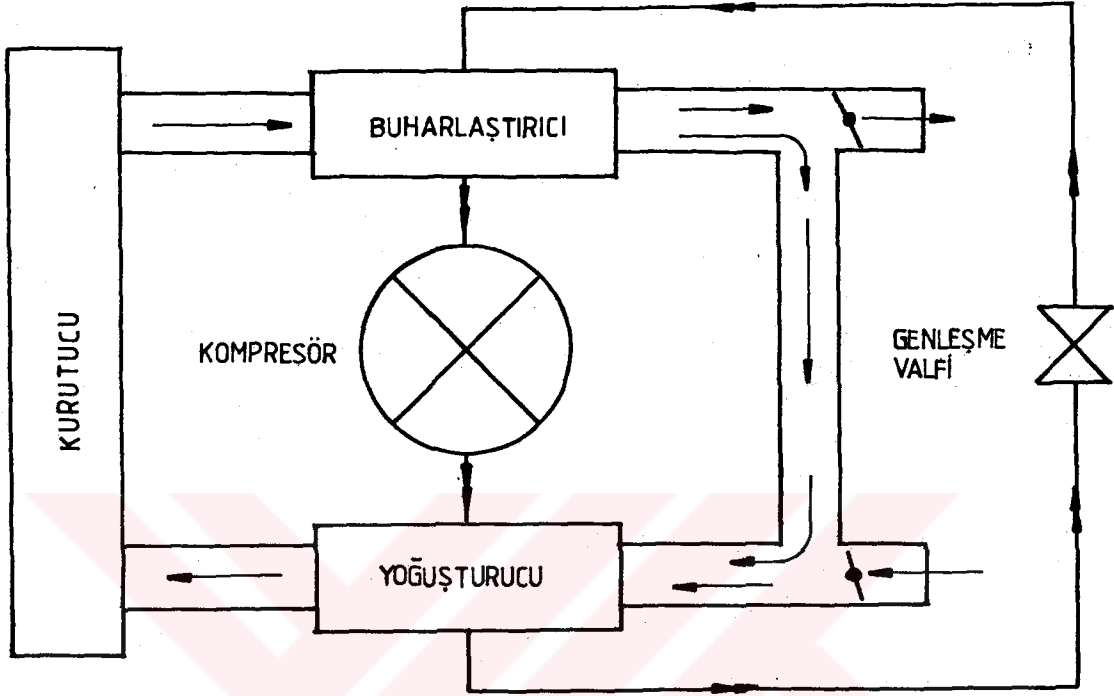 BUHARLAŞTIRICI
KURUTUCU
KOMPRESÖR
GENLEŞME
VALFİ
YOĞUŞTURUCU